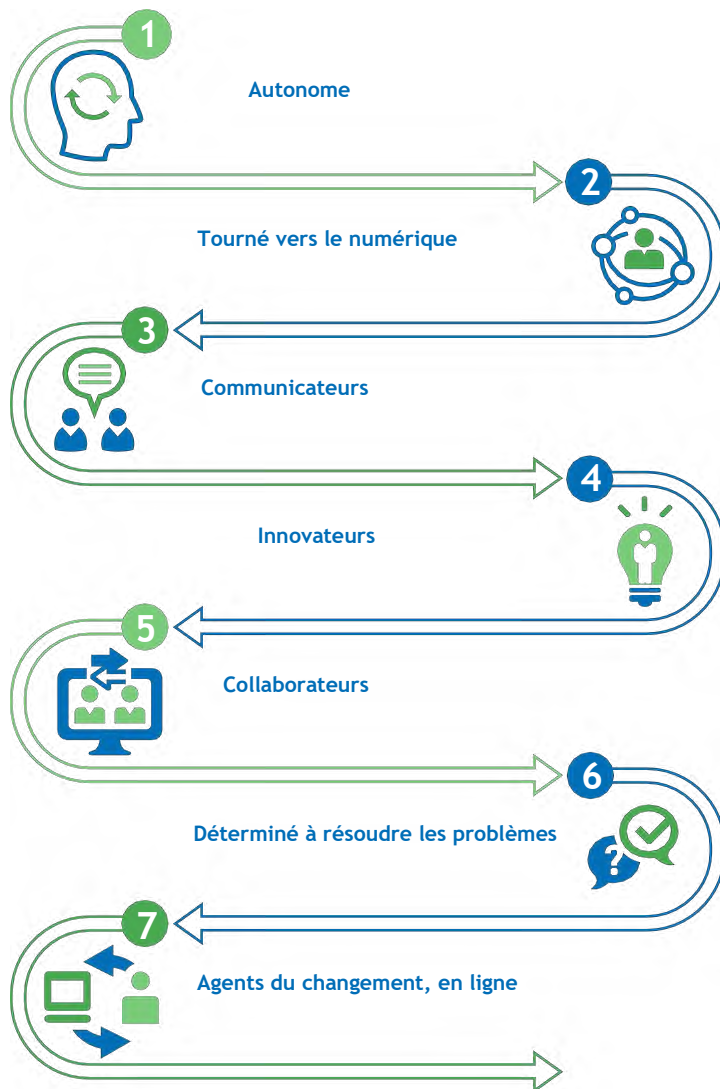 1
Autonome
2
Tourné vers le numérique
3
Communicateurs
4
Innovateurs
5
Collaborateurs
6
Déterminé à résoudre les problèmes
?
7
Agents du changement, en ligne